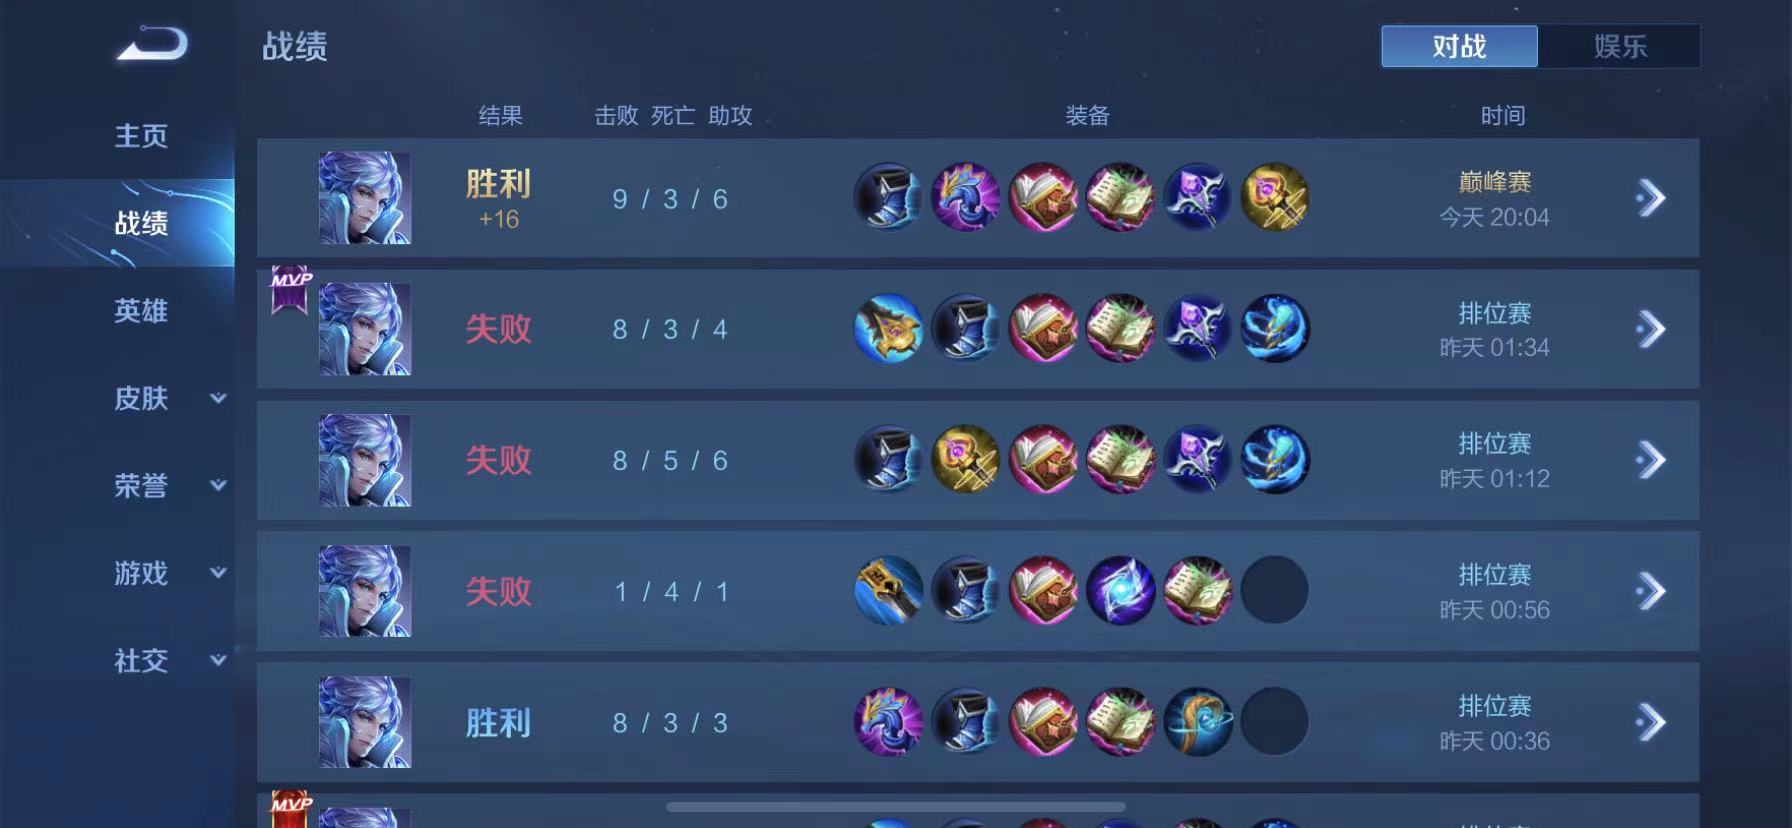 战绩
对战 娱乐
主页
战绩
英雄
皮肤
荣誉
游戏
社交
结果 击败 死亡 助攻 装备 时间
胜利
+16
9 / 3 / 6
巅峰赛
今天 20:04
MVP
失败
8 / 3 / 4
排位赛
昨天 01:34
失败
8 / 5 / 6
排位赛
昨天 01:12
失败
1 / 4 / 1
排位赛
昨天 00:56
胜利
8 / 3 / 3
排位赛
昨天 00:36
MVP